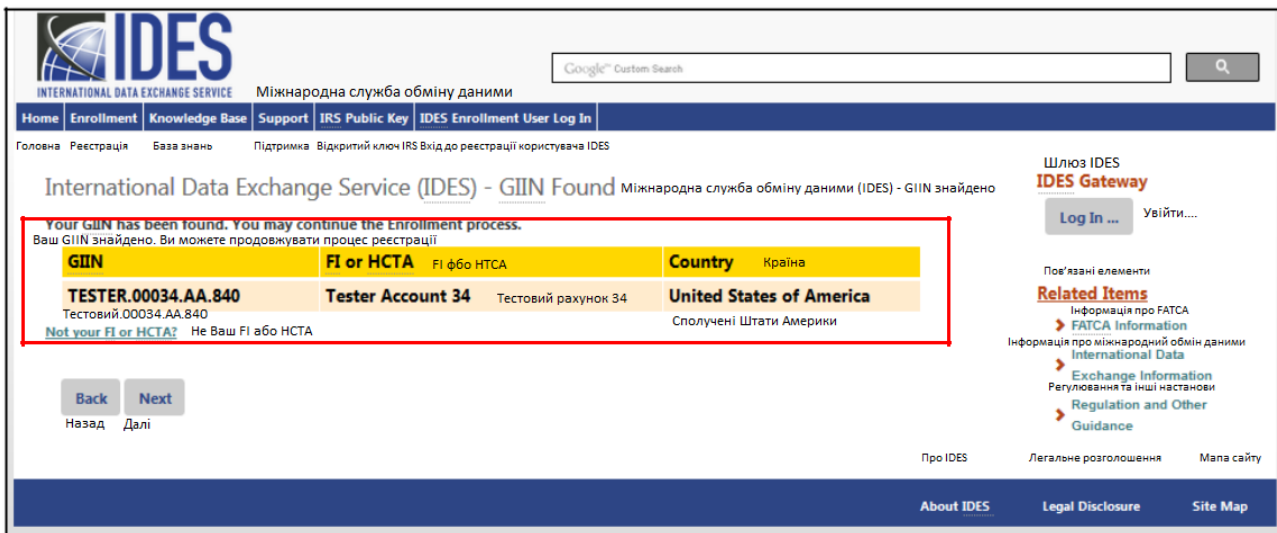 IDES
INTERNATIONAL DATA EXCHANGE SERVICE
Міжнародна служба обміну даними
Google™ Custom Search
Home Enrollment Knowledge Base Support IRS Public Key IDES Enrollment User Log In
Головна Реєстрація База знань Підтримка Відкритий ключ IRS Вхід до реєстрації користувача IDES
International Data Exchange Service (IDES) - GIIN Found Міжнародна служба обміну даними (IDES) - GIIN знайдено
Your GIIN has been found. You may continue the Enrollment process.
Ваш GIIN знайдено. Ви можете продовжувати процес реєстрації
GIIN FI or HCTA FI фбо НТСА Country Країна
TESTER.00034.AA.840 Tester Account 34 Тестовий рахунок 34 United States of America
Тестовий.00034.AA.840 Сполучені Штати Америки
Not your FI or HCTA? Не Ваш FI або HCTA
Back Next
Назад Далі
Шлюз IDES
IDES Gateway
Log In ... Увійти....
Пов'язані елементи
Related Items
Інформація про FATCA
FATCA Information
Інформація про міжнародний обмін даними
International Data
Exchange Information
Регулювання та інші настанови
Regulation and Other
Guidance
Про IDES Легальне розголошення Мапа сайту
About IDES Legal Disclosure Site Map